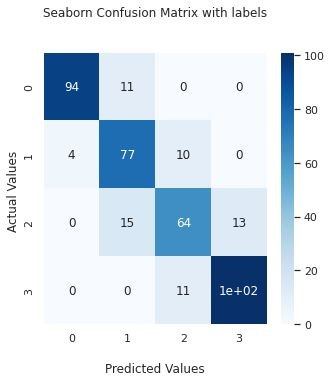 Seaborn Confusion Matrix with labels
Actual Values
0 94 11 0 0
1 4 77 10 0
2 0 15 64 13
3 0 0 11 1e+02
0 1 2 3
Predicted Values
100
80
60
40
20
0